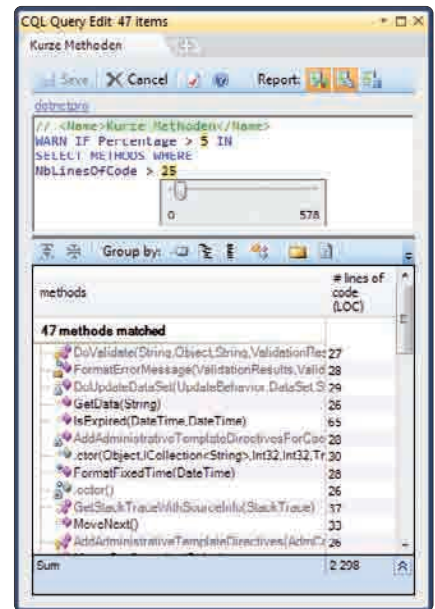 CQL Query Edit 47 items
Kurze Methoden
Save Cancel Report:
dotnetpro
// <Name>Kurze Methoden</Name>
WARN IF Percentage > 5 IN
SELECT METHODS WHERE
NbLinesOfCode > 25
0 578
Group by:
methods # lines of code (LOC)
47 methods matched
DoValidate(String,Object,String,ValidationRes 27
FormatErrorMessage(ValidationResults,Valid 28
DoUpdateDataSet(UpdateBehavior,DataSet,S 29
GetData(String) 26
IsExpired(DateTime,DateTime) 65
AddAdministrativeTemplateDirectivesForCac 28
.ctor(Object,ICollection<String>,Int32,Int32,Tr 30
FormatFixedTime(DateTime) 28
.cctor() 26
GetStackTraceWithSourceInfo(StackTrace) 37
MoveNext() 33
AddAdministrativeTemplateDirectives(AdmCo 26
Sum 2 298